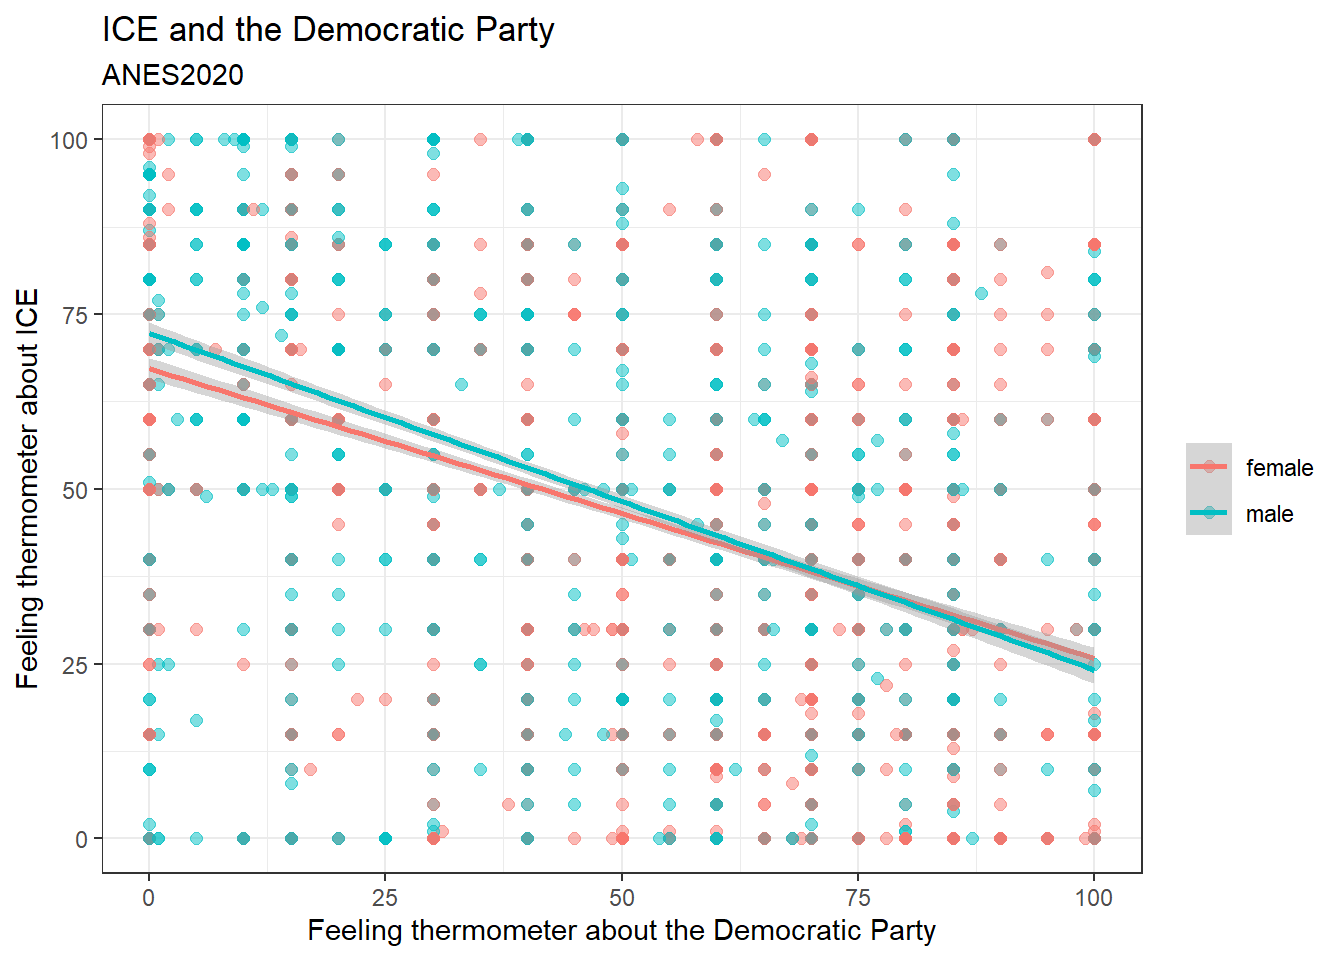 ICE and the Democratic Party
ANES2020
Feeling thermometer about ICE
100
75
50
25
0
0 25 50 75 100
Feeling thermometer about the Democratic Party
female
male